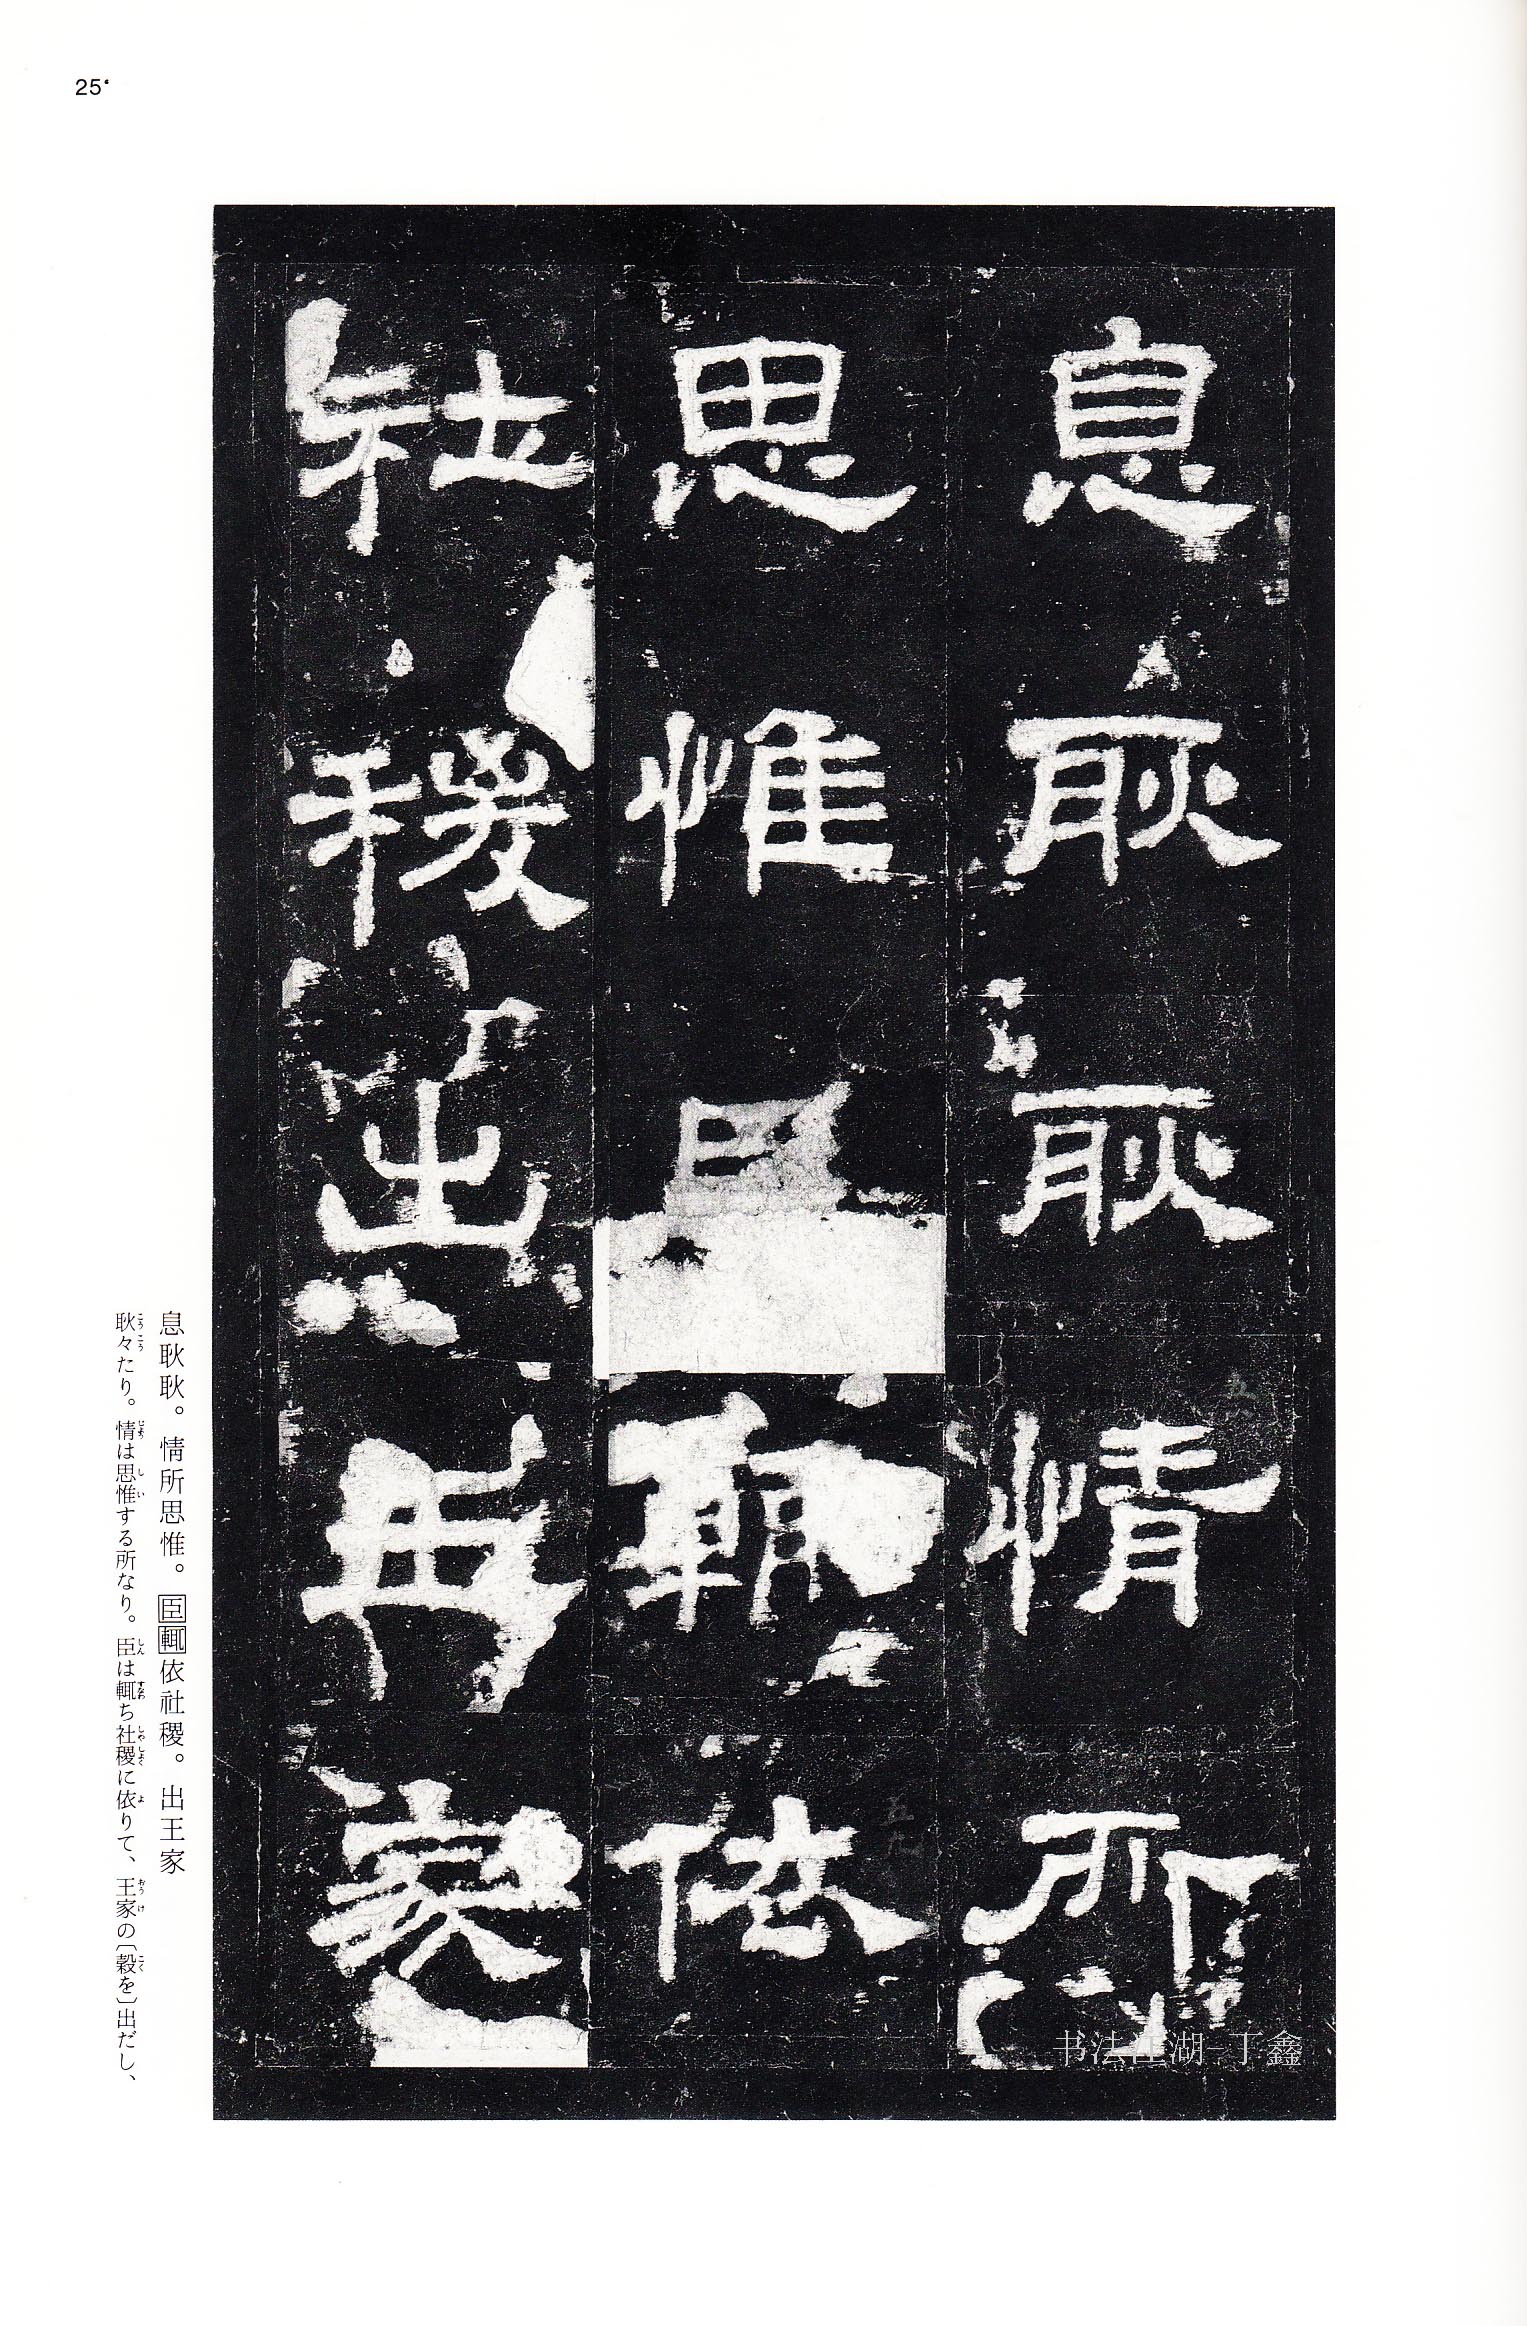 25
息耿耿情所
思惟臣輒依
社稷出王家
五九
书法江湖-丁鑫
息耿耿。情所思惟。臣輒依社稷。出王家
耿々たり。情は思惟する所なり。臣は輒ち社稷に依りて、王家の〔穀を〕出だし、